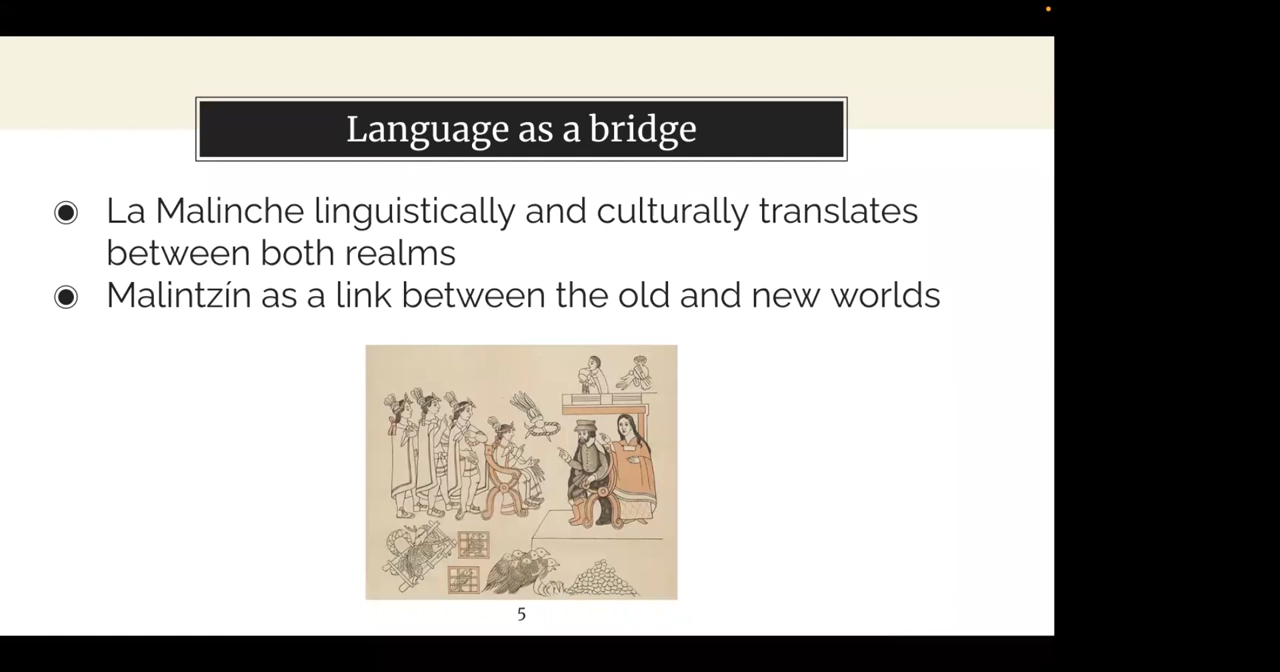 Language as a bridge
La Malinche linguistically and culturally translates
between both realms
Malintzín as a link between the old and new worlds
5